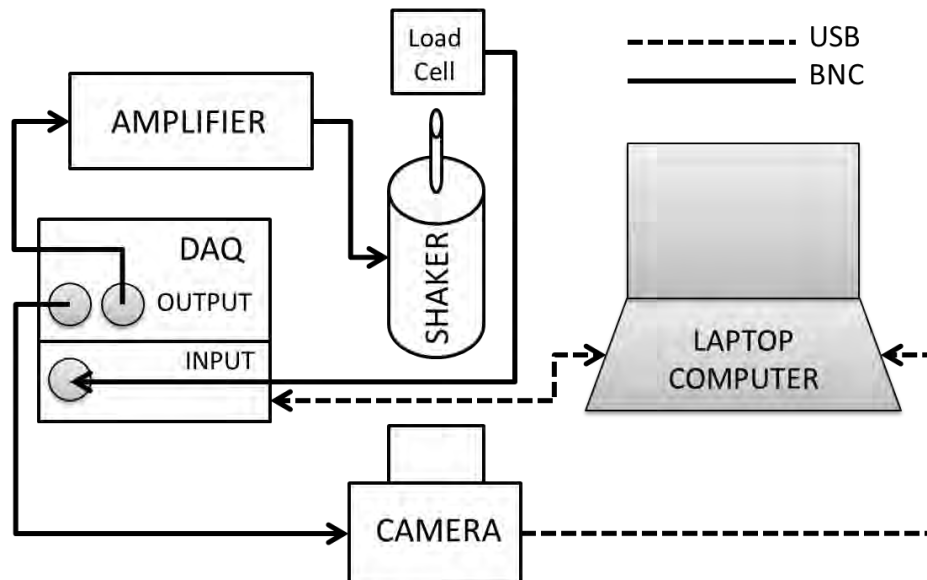 Load
Cell
USB
BNC
AMPLIFIER
DAQ
OUTPUT
SHAKER
INPUT
LAPTOP
COMPUTER
CAMERA